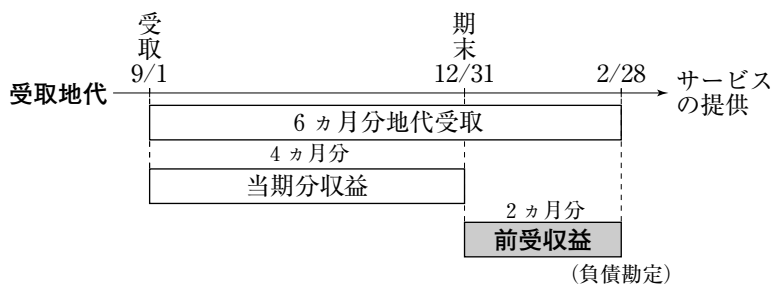 受取
期末
9/1
12/31
2/28
受取地代
サービス
の提供
6ヵ月分地代受取
4ヵ月分
当期分収益
2ヵ月分
前受収益
(負債勘定)